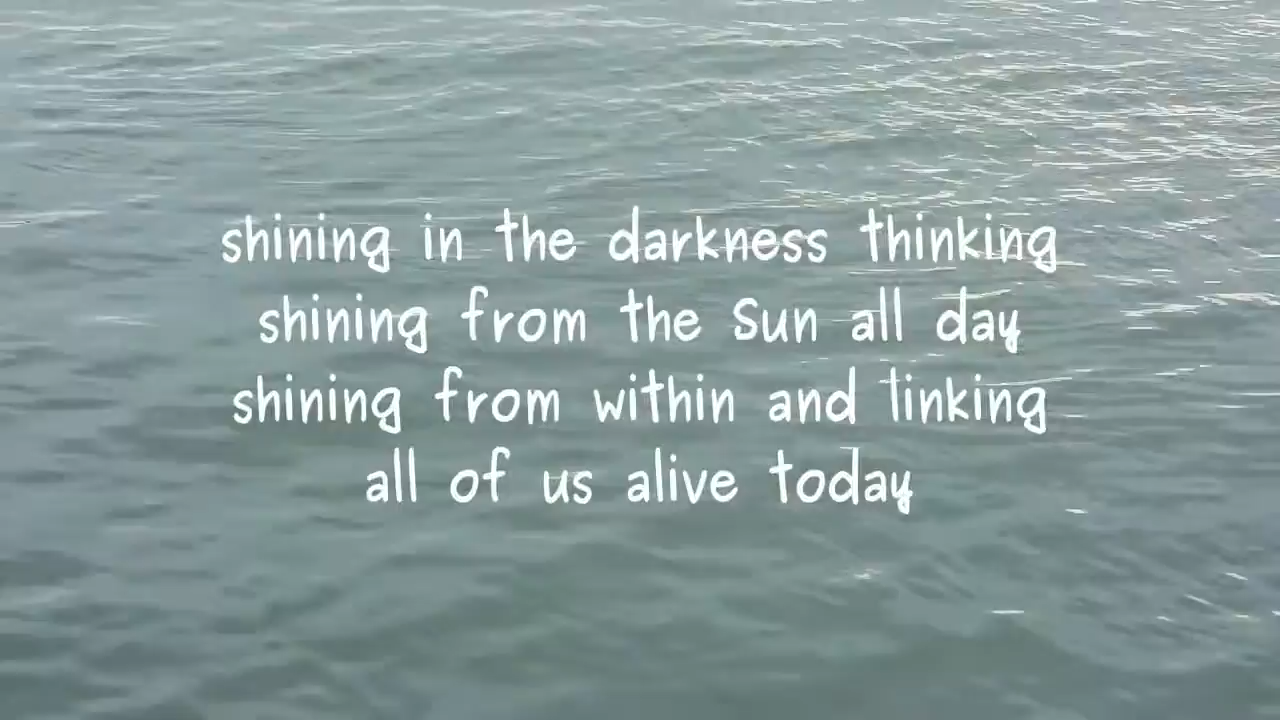 shining in the darkness thinking
shining from the Sun all day
shining from within and linking
all of us alive today